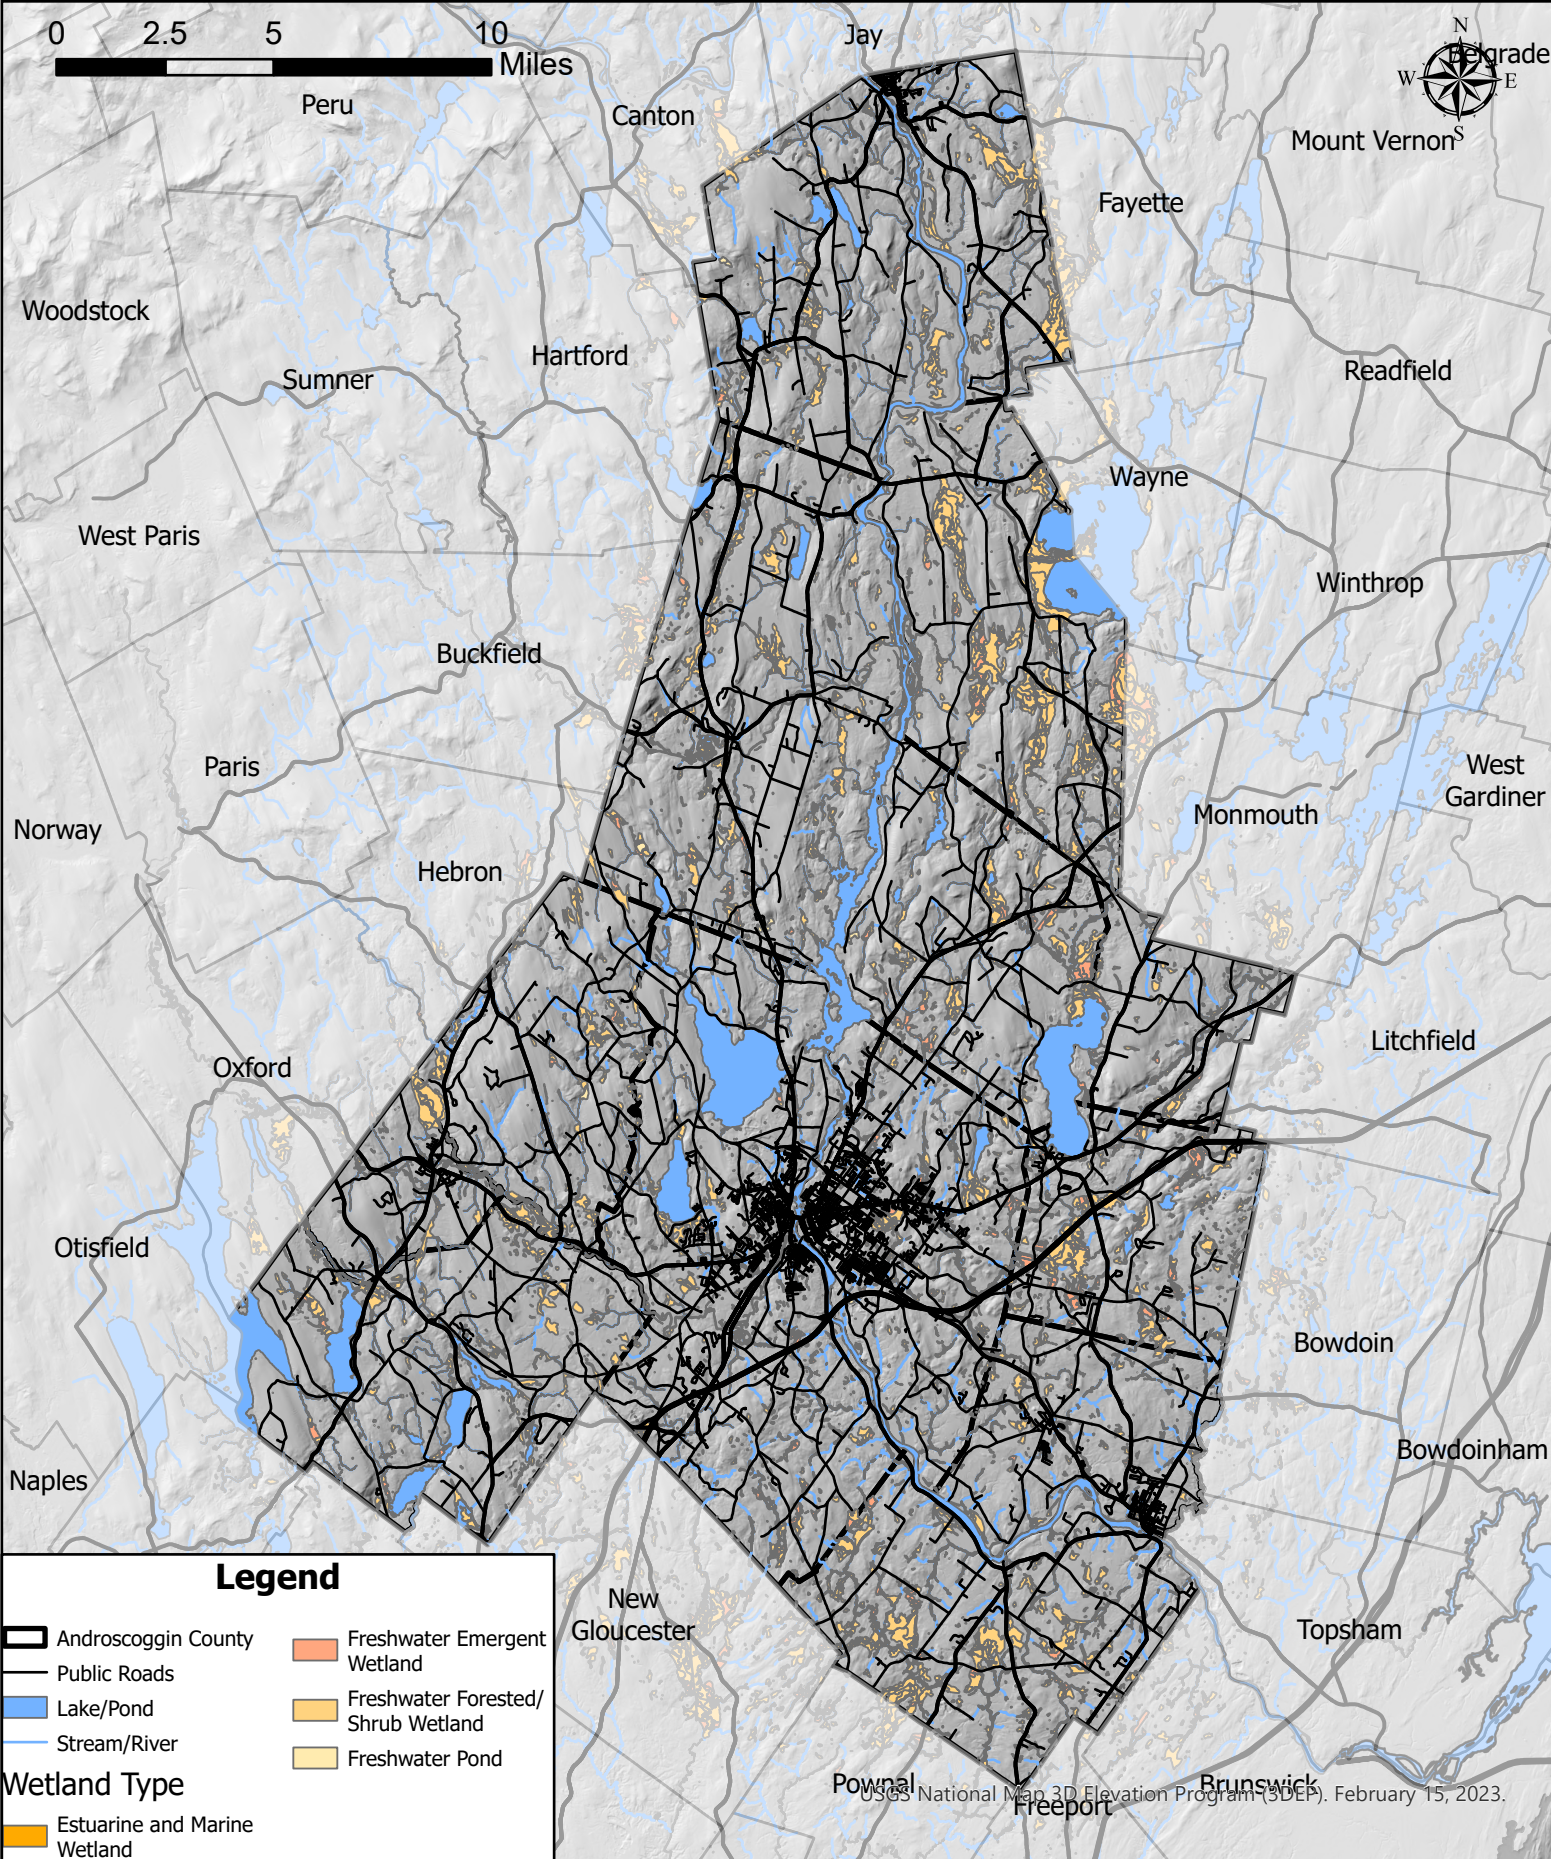 0 2.5 5 10
Miles
Jay
N
W E
S
Belgrade
Peru
Canton
Mount Vernon
Fayette
Woodstock
Hartford
Sumner
Readfield
Wayne
West Paris
Winthrop
Buckfield
Paris
West
Gardiner
Norway
Monmouth
Hebron
Litchfield
Oxford
Otisfield
Bowdoin
Bowdoinham
Naples
New
Gloucester
Topsham
Pownal
Brunswick
Freeport
USGS National Map 3D Elevation Program (3DEP). February 15, 2023.
Legend
Androscoggin County
Public Roads
Lake/Pond
Stream/River
Wetland Type
Estuarine and Marine
Wetland
Freshwater Emergent
Wetland
Freshwater Forested/
Shrub Wetland
Freshwater Pond